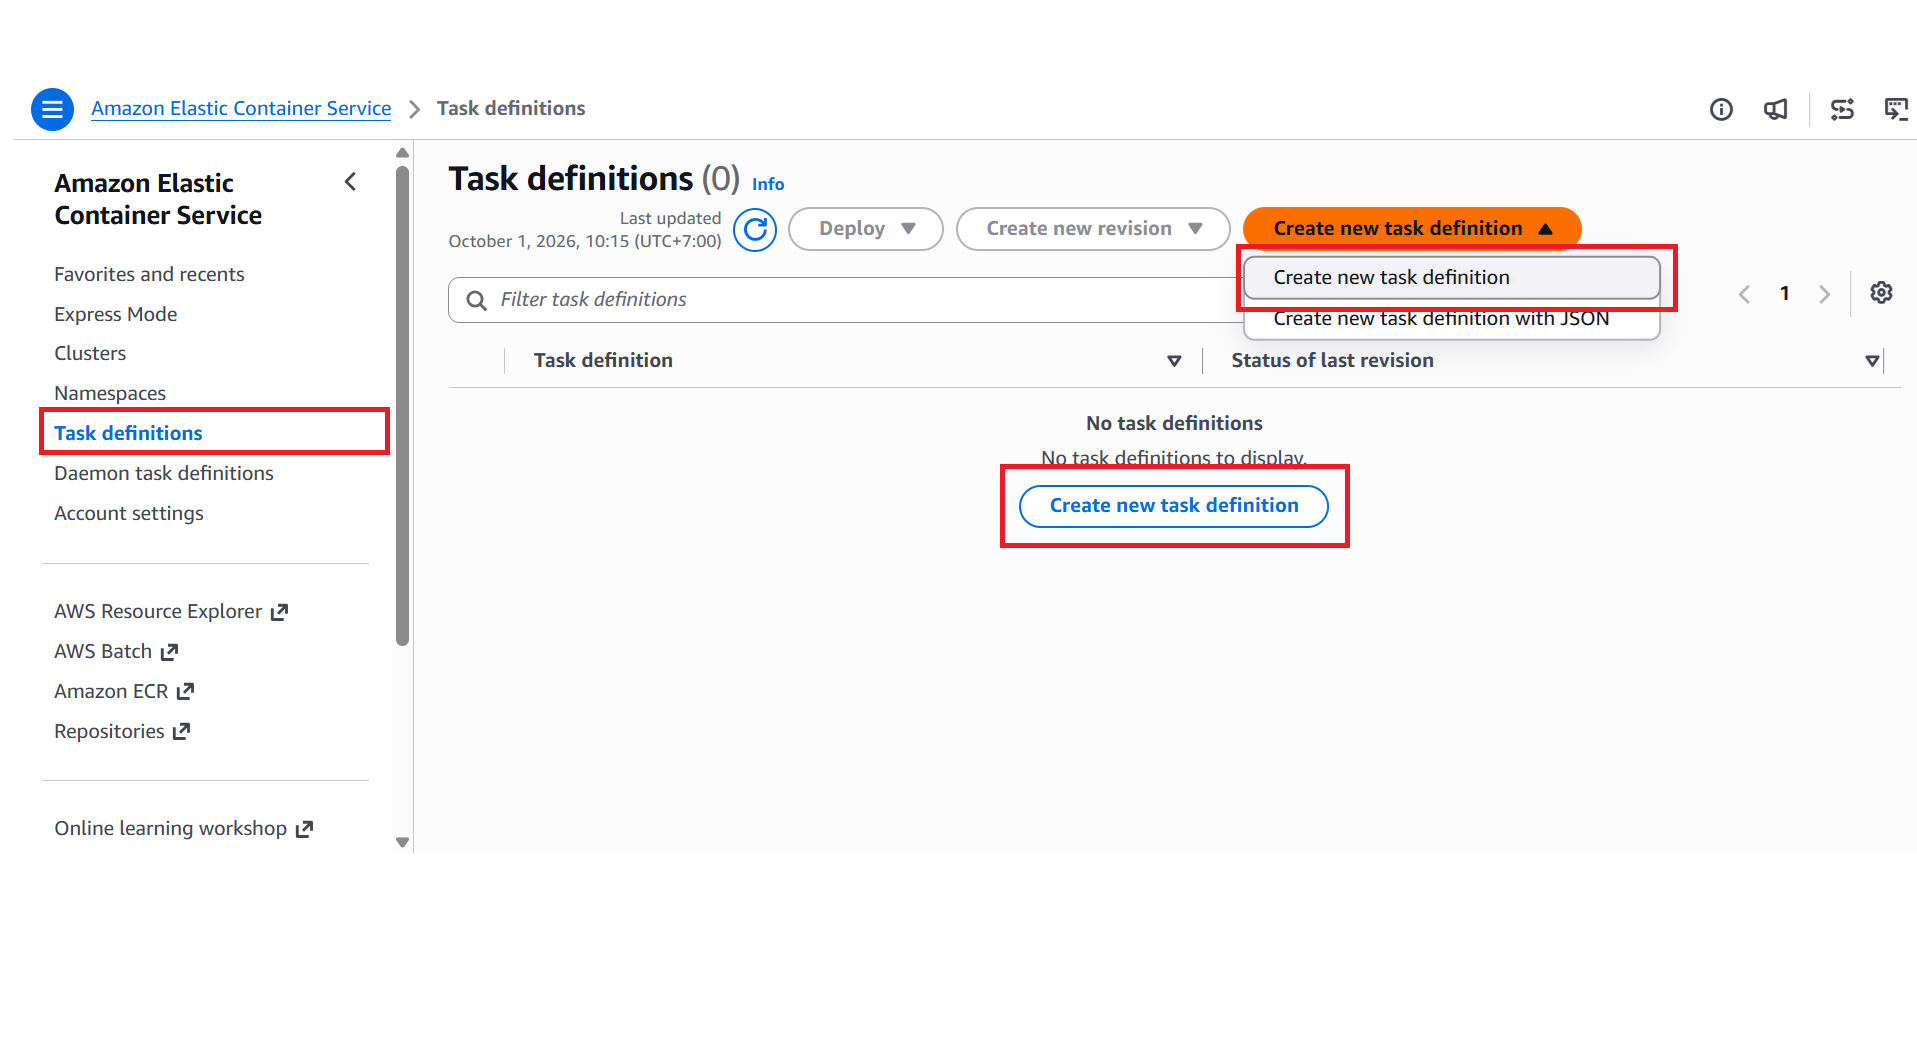 Amazon Elastic Container Service > Task definitions
Amazon Elastic
Container Service
Favorites and recents
Express Mode
Clusters
Namespaces
Task definitions
Daemon task definitions
Account settings
AWS Resource Explorer
AWS Batch
Amazon ECR
Repositories
Online learning workshop
Task definitions (0) Info
Last updated
October 1, 2026, 10:15 (UTC+7:00)
Deploy
Create new revision
Create new task definition
Create new task definition
Create new task definition with JSON
Filter task definitions
1
Task definition
Status of last revision
No task definitions
No task definitions to display.
Create new task definition